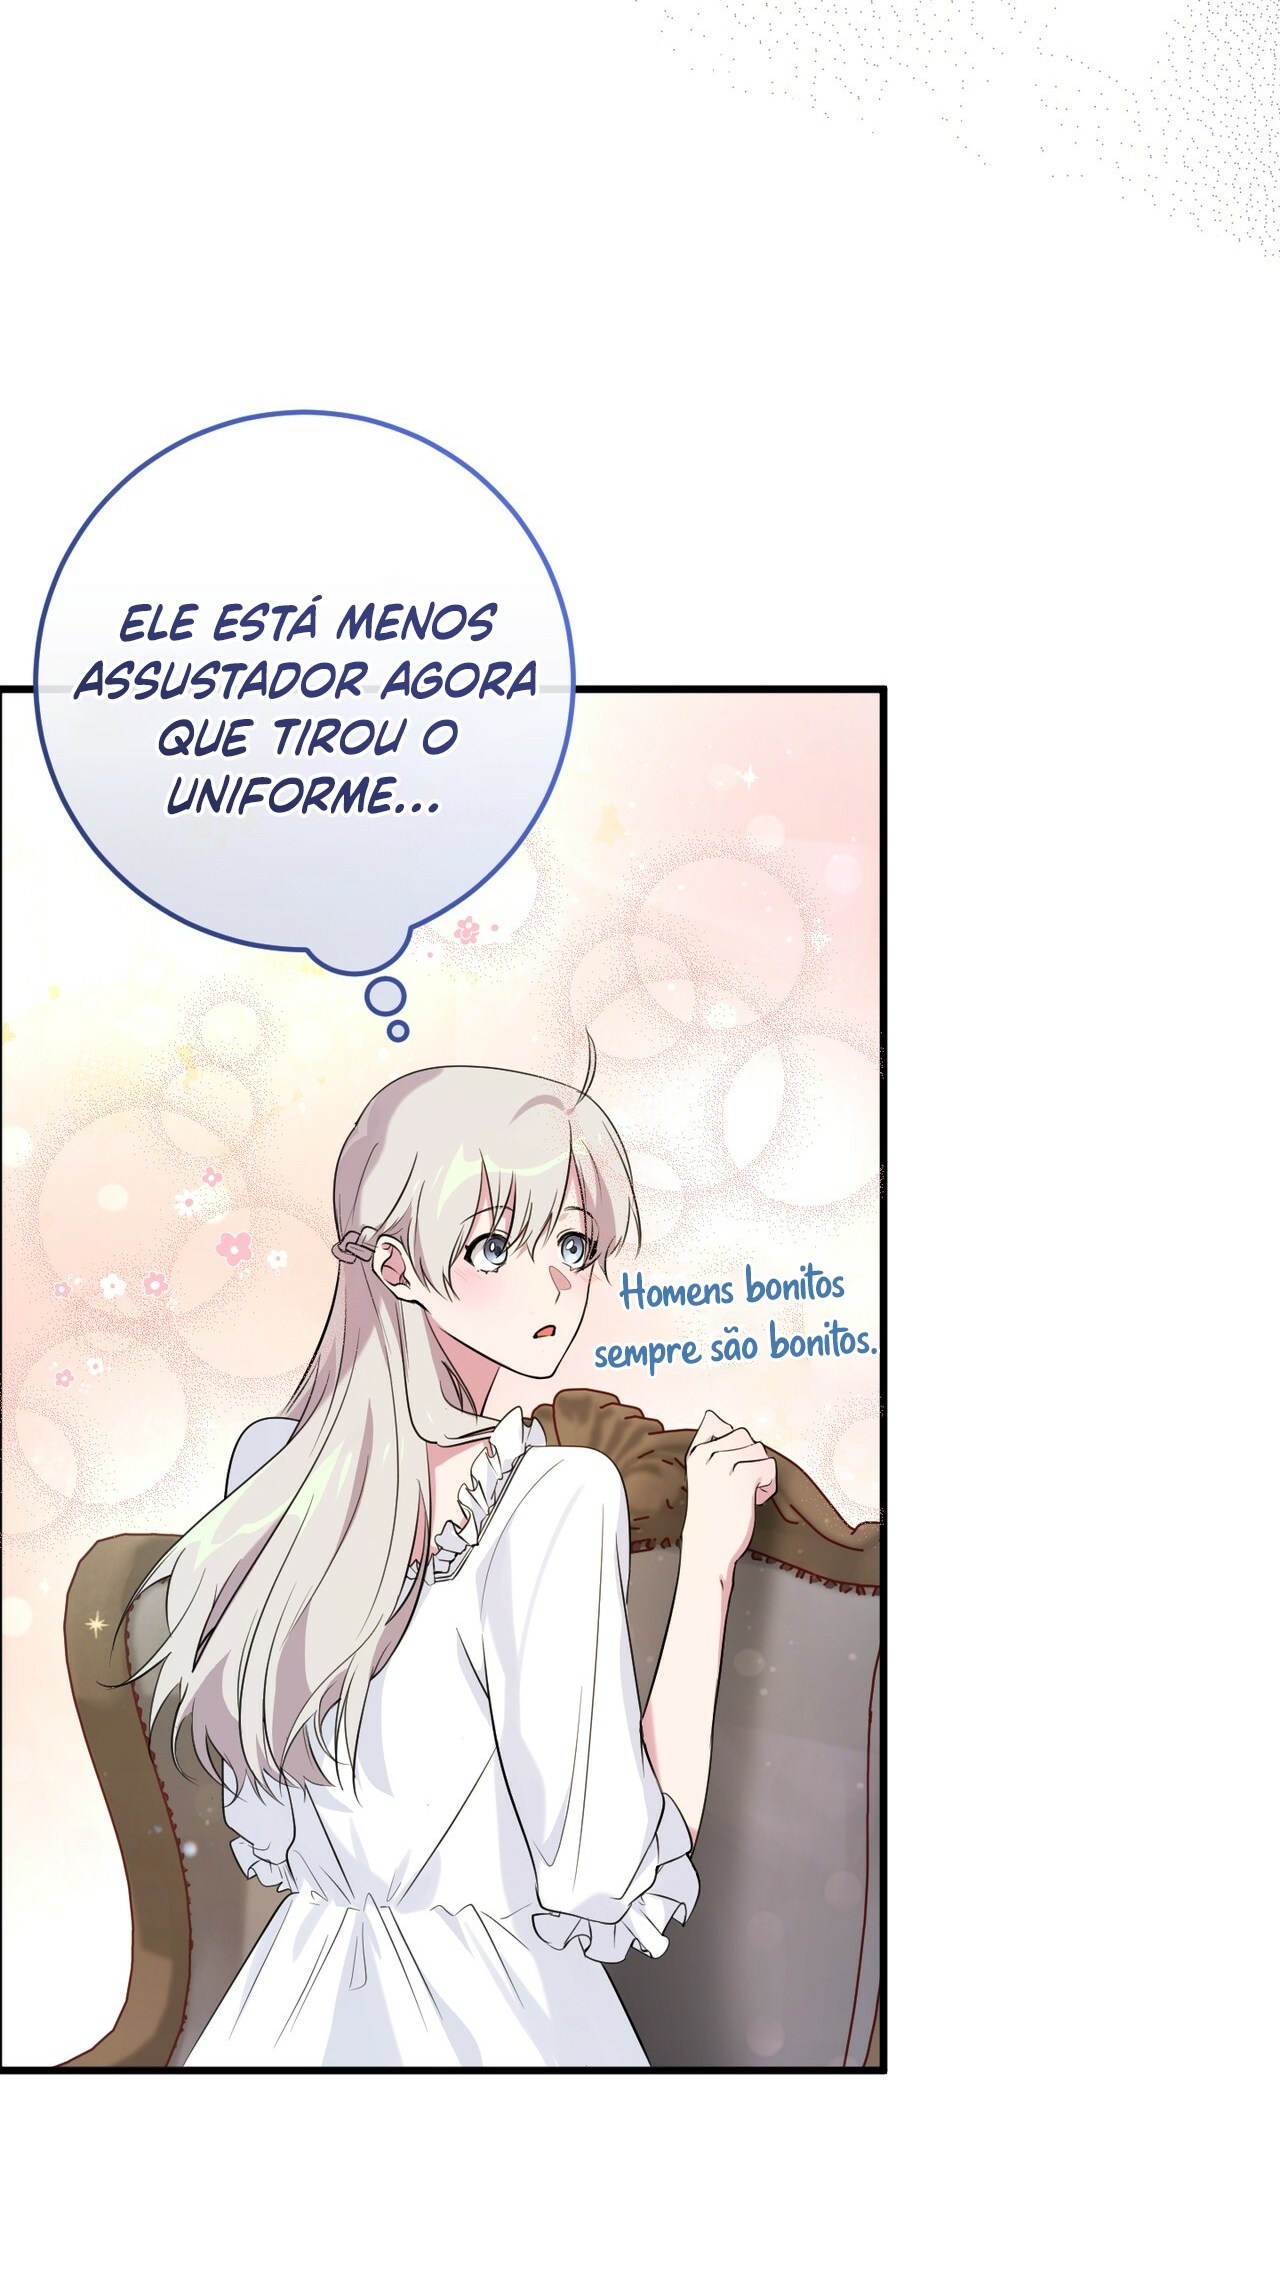 ELE ESTÁ MENOS
ASSUSTADOR AGORA
QUE TIROU O
UNIFORME...
Homens bonitos
sempre são bonitos.